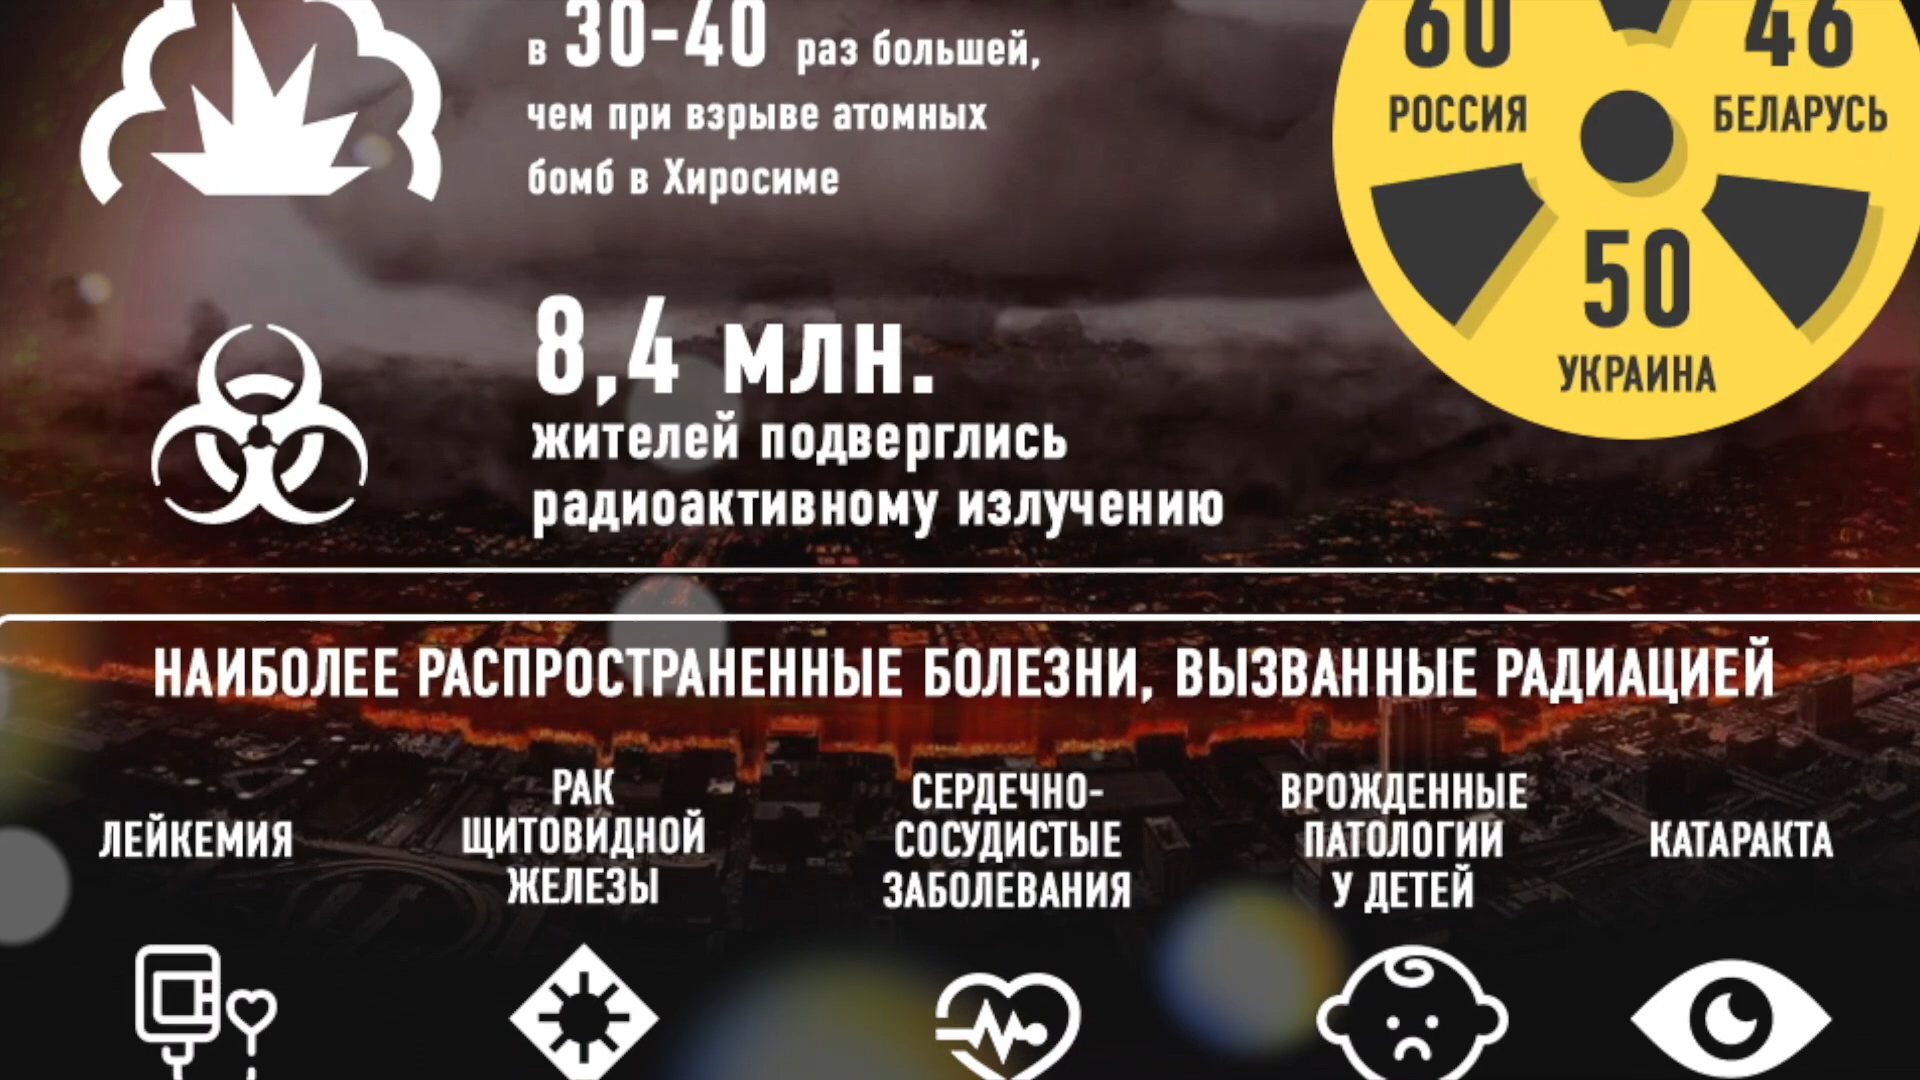 в 30-40 раз большей,
чем при взрыве атомных
бомб в Хиросиме
60
РОССИЯ
46
БЕЛАРУСЬ
50
УКРАИНА
8,4 млн.
жителей подверглись
радиоактивному излучению
НАИБОЛЕЕ РАСПРОСТРАНЕННЫЕ БОЛЕЗНИ, ВЫЗВАННЫЕ РАДИАЦИЕЙ
ЛЕЙКЕМИЯ
РАК
ЩИТОВИДНОЙ
ЖЕЛЕЗЫ
СЕРДЕЧНО-
СОСУДИСТЫЕ
ЗАБОЛЕВАНИЯ
ВРОЖДЕННЫЕ
ПАТОЛОГИИ
У ДЕТЕЙ
КАТАРАКТА